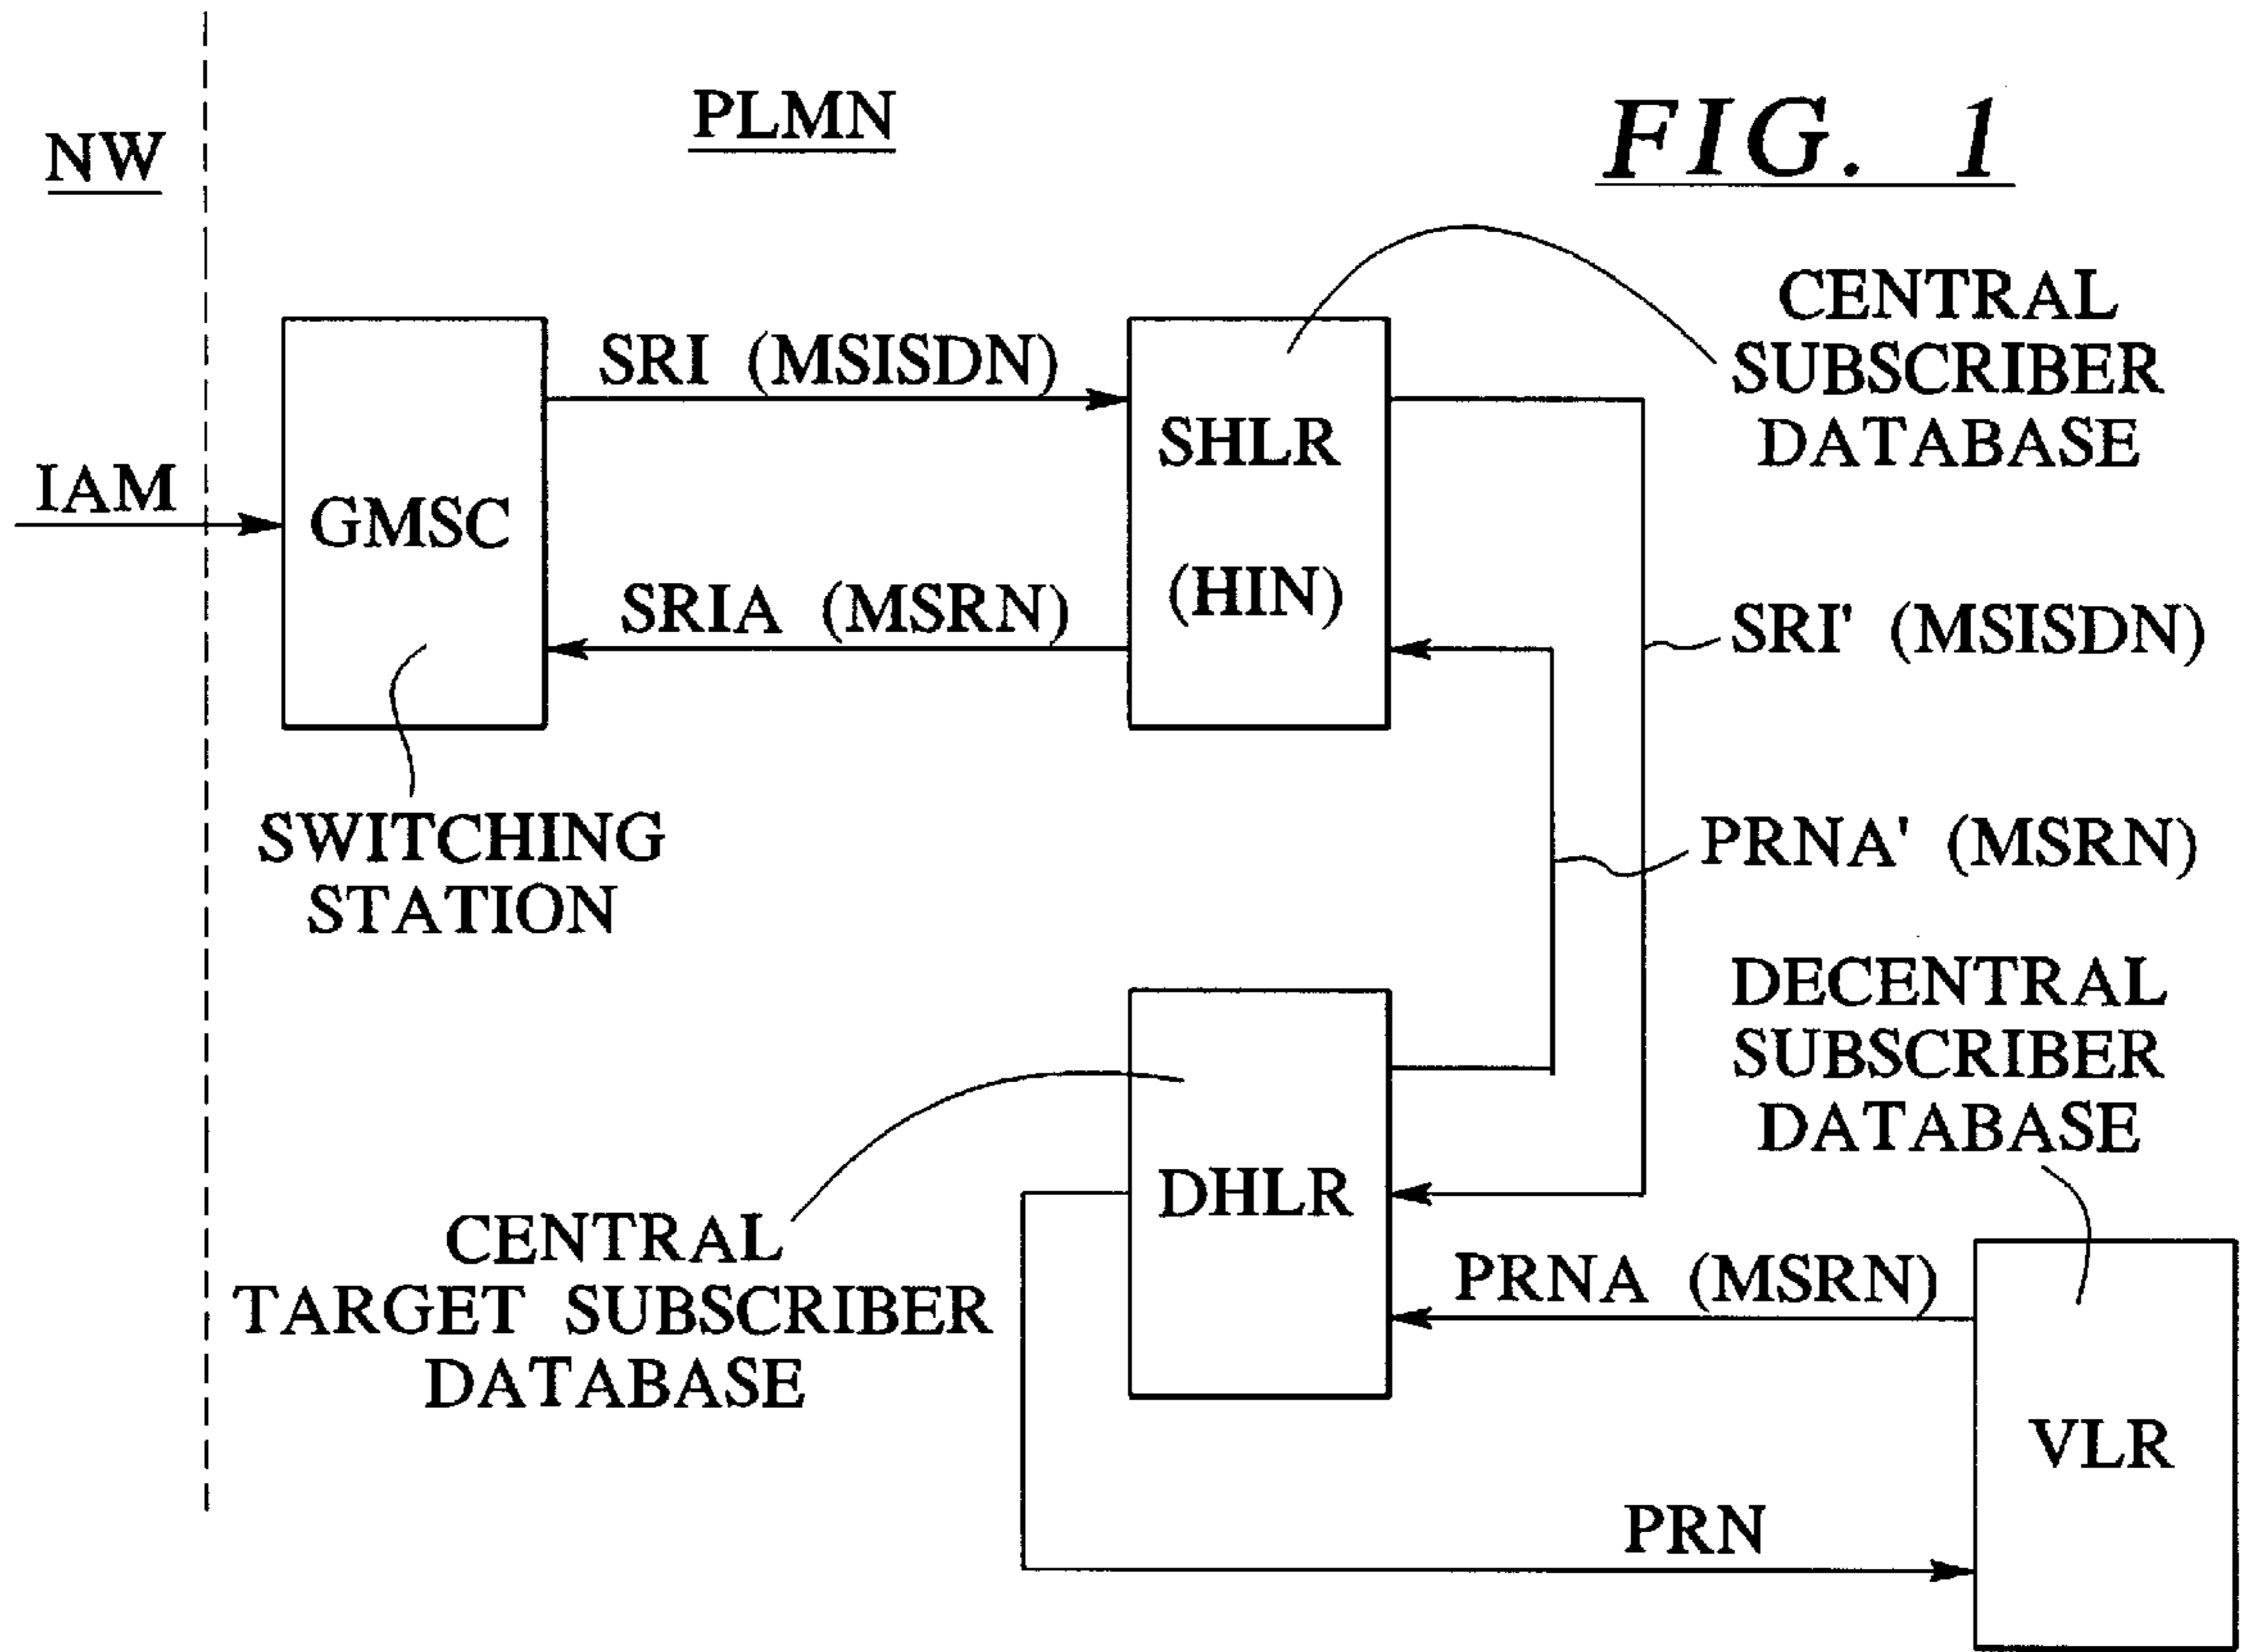 NW
PLMN
FIG. 1
CENTRAL
SUBSCRIBER
DATABASE
SRI (MSISDN)
SHLR
(HIN)
IAM
GMSC
SRIA (MSRN)
SRI' (MSISDN)
SWITCHING
STATION
PRNA' (MSRN)
DECENTRAL
SUBSCRIBER
DATABASE
DHLR
CENTRAL
TARGET SUBSCRIBER
DATABASE
PRNA (MSRN)
VLR
PRN